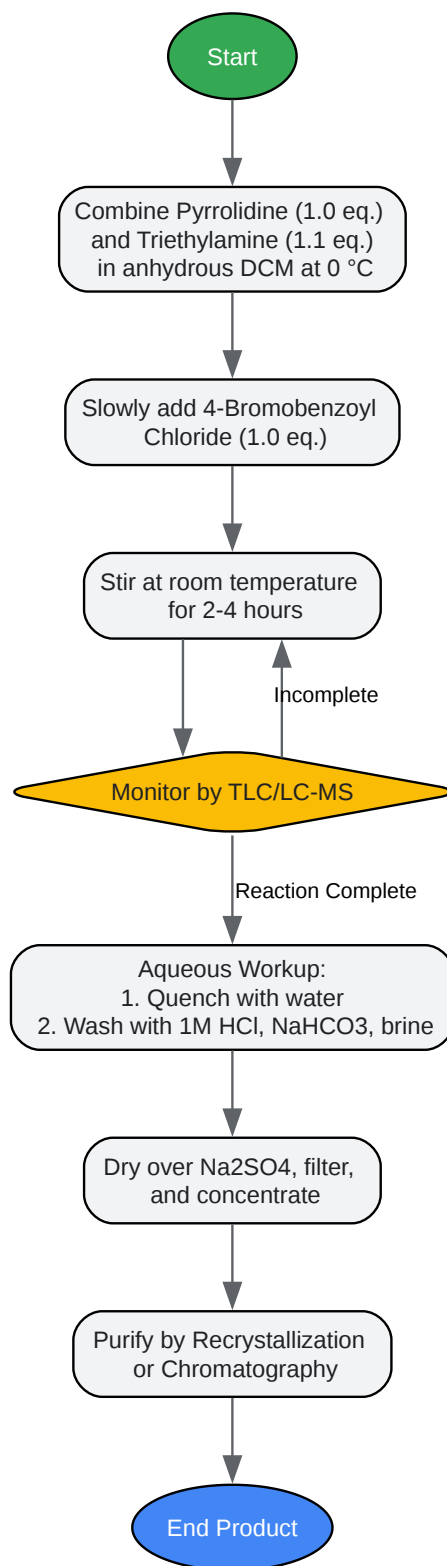 Start
Combine Pyrrolidine (1.0 eq.)
and Triethylamine (1.1 eq.)
in anhydrous DCM at 0 °C
Slowly add 4-Bromobenzoyl
Chloride (1.0 eq.)
Stir at room temperature
for 2-4 hours
Incomplete
Monitor by TLC/LC-MS
Reaction Complete
Aqueous Workup:
1. Quench with water
2. Wash with 1M HCl, NaHCO3, brine
Dry over Na2SO4, filter,
and concentrate
Purify by Recrystallization
or Chromatography
End Product